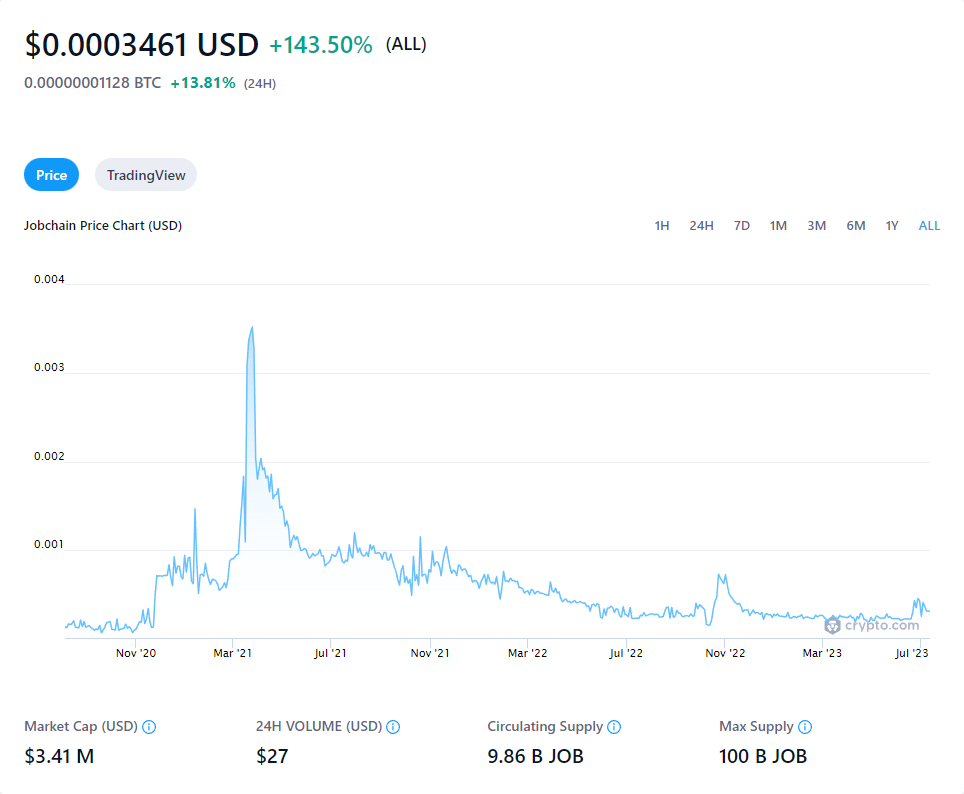 $0.0003461 USD +143.50% (ALL)
0.00000001128 BTC +13.81% (24H)
Price TradingView
Jobchain Price Chart (USD) 1H 24H 7D 1M 3M 6M 1Y ALL
0.004
0.003
0.002
0.001
crypto.com
Nov '20 Mar '21 Jul '21 Nov '21 Mar '22 Jul '22 Nov '22 Mar '23 Jul '23
Market Cap (USD) 24H VOLUME (USD) Circulating Supply Max Supply
$3.41 M $27 9.86 B JOB 100 B JOB